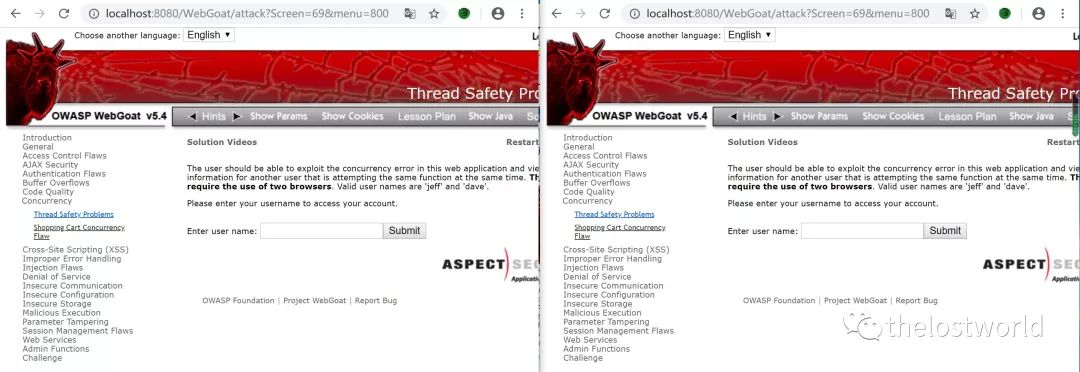 localhost:8080/WebGoat/attack?Screen=69&menu=800
Choose another language: English
Thread Safety
OWASP WebGoat v5.4
Hints
Show Params
Show Cookies
Lesson Plan
Show Java
Introduction
General
Access Control Flaws
AJAX Security
Authentication Flaws
Buffer Overflows
Code Quality
Concurrency
Thread Safety Problems
Shopping Cart Concurrency
Flaw
Cross-Site Scripting (XSS)
Improper Error Handling
Injection Flaws
Denial of Service
Insecure Communication
Insecure Configuration
Insecure Storage
Malicious Execution
Parameter Tampering
Session Management Flaws
Web Services
Admin Functions
Challenge
Solution Videos
Restart
The user should be able to exploit the concurrency error in this web application and
information for another user that is attempting the same function at the same time.
require the use of two browsers. Valid user names are 'jeff' and 'dave'.
Please enter your username to access your account.
Enter user name:
Submit
ASPECT
OWASP Foundation | Project WebGoat | Report Bug
localhost:8080/WebGoat/attack?Screen=69&menu=800
Choose another language: English
Thread Safety
OWASP WebGoat v5.4
Hints
Show Params
Show Cookies
Lesson Plan
Show Java
Introduction
General
Access Control Flaws
AJAX Security
Authentication Flaws
Buffer Overflows
Code Quality
Concurrency
Thread Safety Problems
Shopping Cart Concurrency
Flaw
Cross-Site Scripting (XSS)
Improper Error Handling
Injection Flaws
Denial of Service
Insecure Communication
Insecure Configuration
Insecure Storage
Malicious Execution
Parameter Tampering
Session Management Flaws
Web Services
Admin Functions
Challenge
Solution Videos
Restart
The user should be able to exploit the concurrency error in this web application and
information for another user that is attempting the same function at the same time.
require the use of two browsers. Valid user names are 'jeff' and 'dave'.
Please enter your username to access your account.
Enter user name:
Submit
ASPECT
OWASP Foundation | Project WebGoat | Report Bug
thelostworld